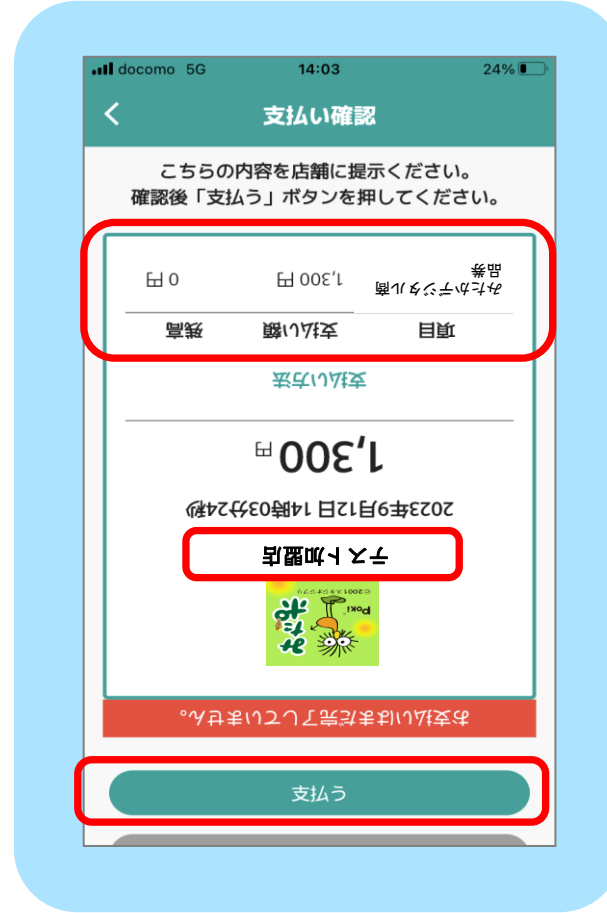 docomo 5G 14:03 24%
支払い確認
こちらの内容を店舗に提示ください。
確認後「支払う」ボタンを押してください。
お支払いはまだ完了していません。
みたポ
Poki
テスト加盟店
2023年9月12日 14時03分24秒
1,300 円
支払い方法
項目 支払い額 残高
みたかデジタル商
品券 1,300 円 0 円
支払う